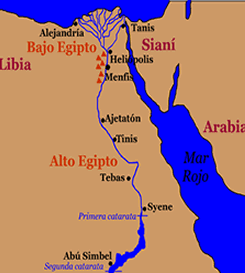 Tanis
Alejandría
Bajo Egipto
Sianí
Heliópolis
Libia
Menfis
Ajetatón
Arabia
Tinis
Alto Egipto
Mar
Rojo
Tebas
Syene
Primera catarata
Abú Simbel
Segunda catarata